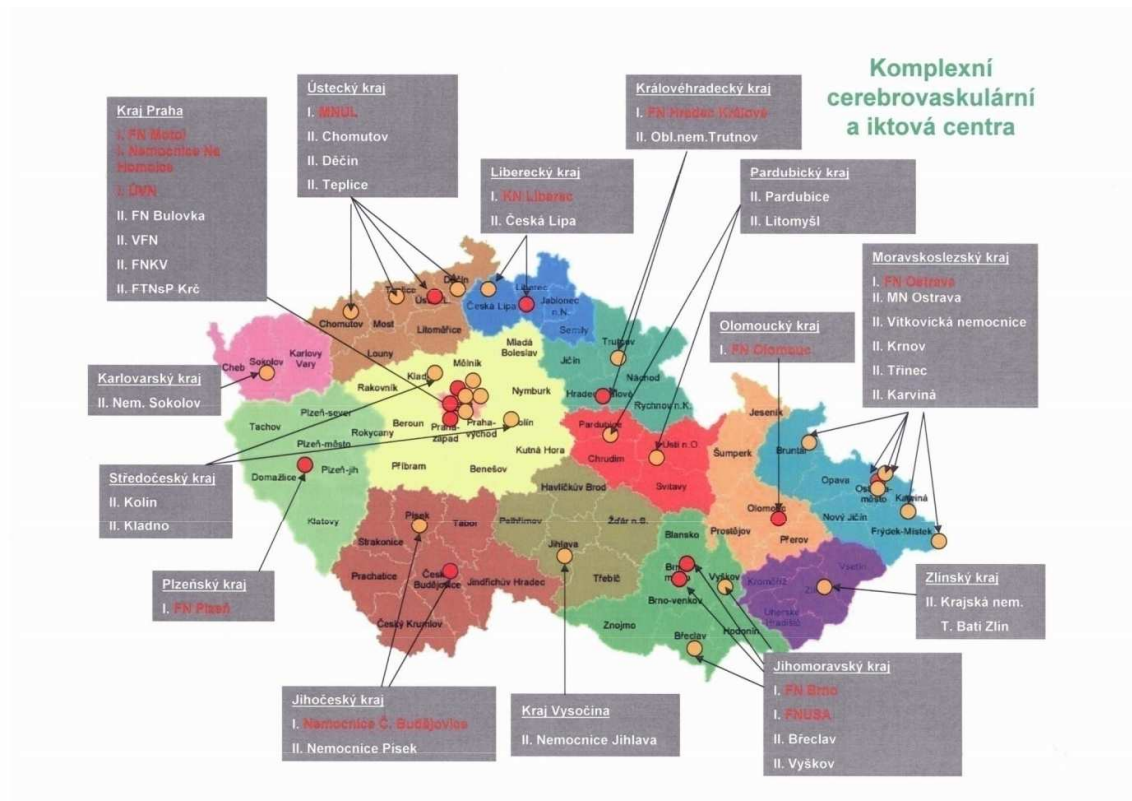 Komplexní
cerebrovaskulární
a iktová centra
Kraj Praha
I. FN Motol
I. Nemocnice Na
Homolce
I. ÚVN
II. FN Bulovka
II. VFN
II. FNKV
II. FTNsP Krč
Ústecký kraj
I. MNUL
II. Chomutov
II. Děčín
II. Teplice
Liberecký kraj
I. KN Liberec
II. Česká Lípa
Královéhradecký kraj
I. FN Hradec Králové
II. Obl.nem.Trutnov
Pardubický kraj
II. Pardubice
II. Litomyšl
Moravskoslezský kraj
I. FN Ostrava
II. MN Ostrava
II. Vítkovická nemocnice
II. Krnov
II. Třinec
II. Karviná
Olomoucký kraj
I. FN Olomouc
Karlovarský kraj
II. Nem. Sokolov
Středočeský kraj
II. Kolín
II. Kladno
Plzeňský kraj
I. FN Plzeň
Jihočeský kraj
I. Nemocnice Č. Budějovice
II. Nemocnice Písek
Kraj Vysočina
II. Nemocnice Jihlava
Jihomoravský kraj
I. FN Brno
I. FNUSA
II. Břeclav
II. Vyškov
Zlínský kraj
II. Krajská nem.
T. Bati Zlín
Děčín
Teplice
Chomutov
Most
Litoměřice
Louny
Česká Lípa
Liberec
Jablonec
n.N.
Semily
Mladá
Boleslav
Jičín
Trutnov
Náchod
Rychnov n.K.
Cheb
Sokolov
Karlovy
Vary
Rakovník
Mělník
Nymburk
Beroun
Praha-
západ
Praha-
východ
Kutná Hora
Příbram
Benešov
Tachov
Plzeň-sever
Rokycany
Plzeň-město
Plzeň-jih
Domažlice
Klatovy
Pardubice
Chrudim
Ústí n.O
Svitavy
Havlíčkův Brod
Pelhřimov
Žďár n.S.
Jihlava
Třebíč
Písek
Tábor
Strakonice
Prachatice
Jindřichův Hradec
Český Krumlov
Jeseník
Šumperk
Olomouc
Prostějov
Přerov
Bruntál
Opava
Nový Jičín
Karviná
Frýdek-Místek
Blansko
Brno-venkov
Vyškov
Znojmo
Břeclav
Hodonín
Kroměříž
Vsetín
Uherské
Hradiště